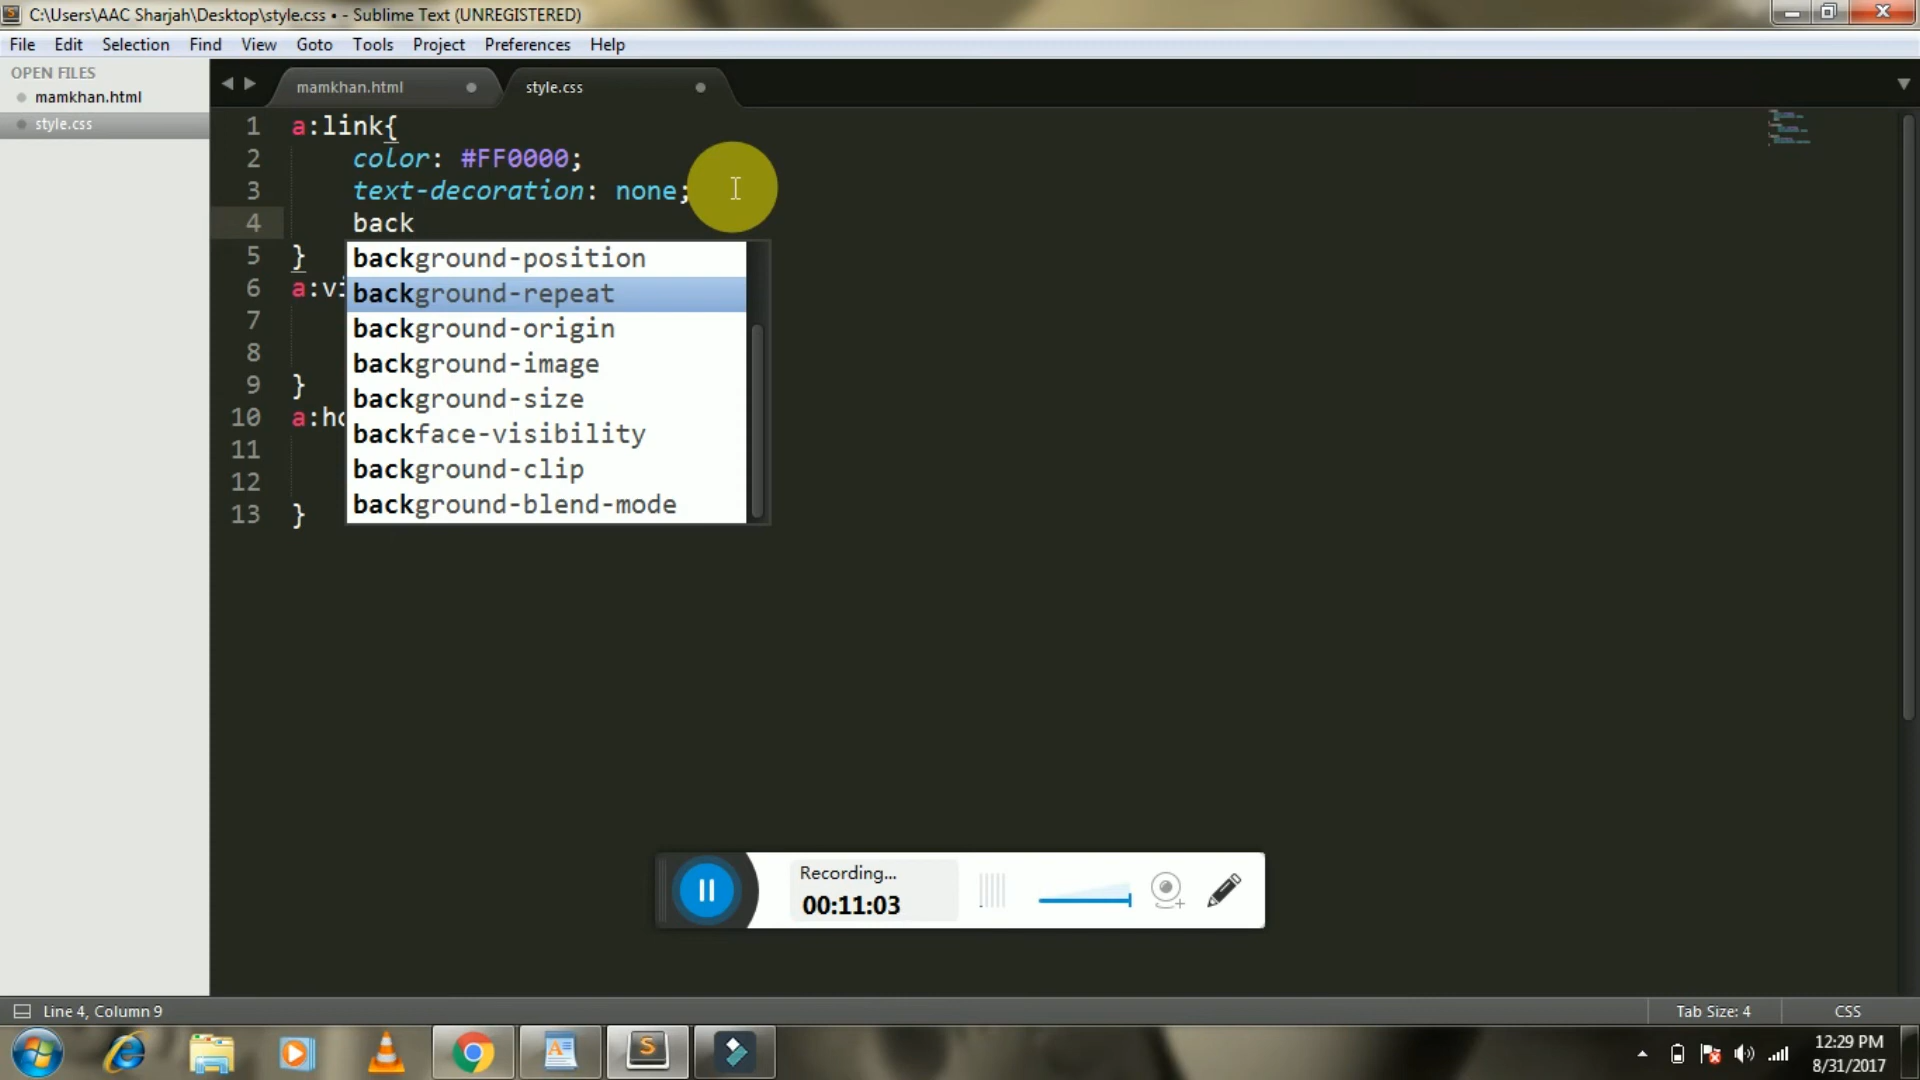 C:\Users\AAC Sharjah\Desktop\style.css • - Sublime Text (UNREGISTERED)
File Edit Selection Find View Goto Tools Project Preferences Help
OPEN FILES
mamkhan.html
style.css
mamkhan.html
style.css
1 a:link{
2 color: #FF0000;
3 text-decoration: none;
4 back
5 }
6 a:vi
7
8
9 }
10 a:ho
11
12
13 }
background-position
background-repeat
background-origin
background-image
background-size
backface-visibility
background-clip
background-blend-mode
Recording...
00:11:03
Line 4, Column 9
Tab Size: 4
CSS
12:29 PM
8/31/2017